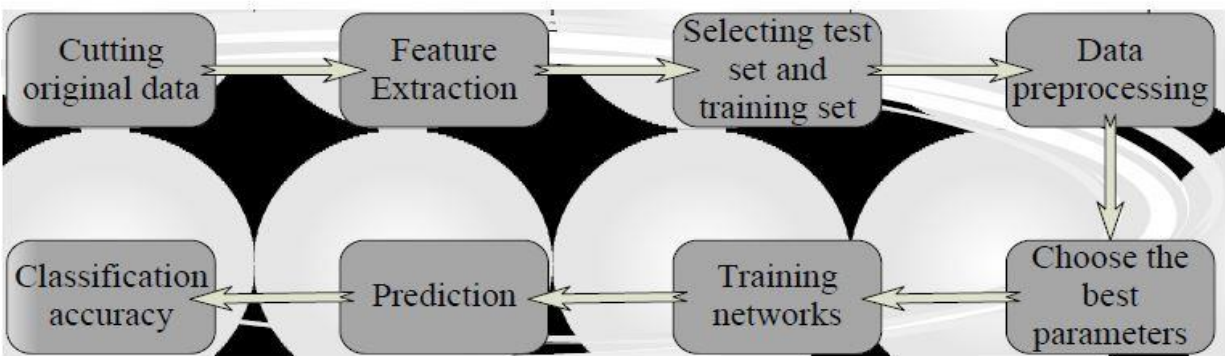 Cutting
original data
Feature
Extraction
Selecting test
set and
training set
Data
preprocessing
Choose the
best
parameters
Training
networks
Prediction
Classification
accuracy